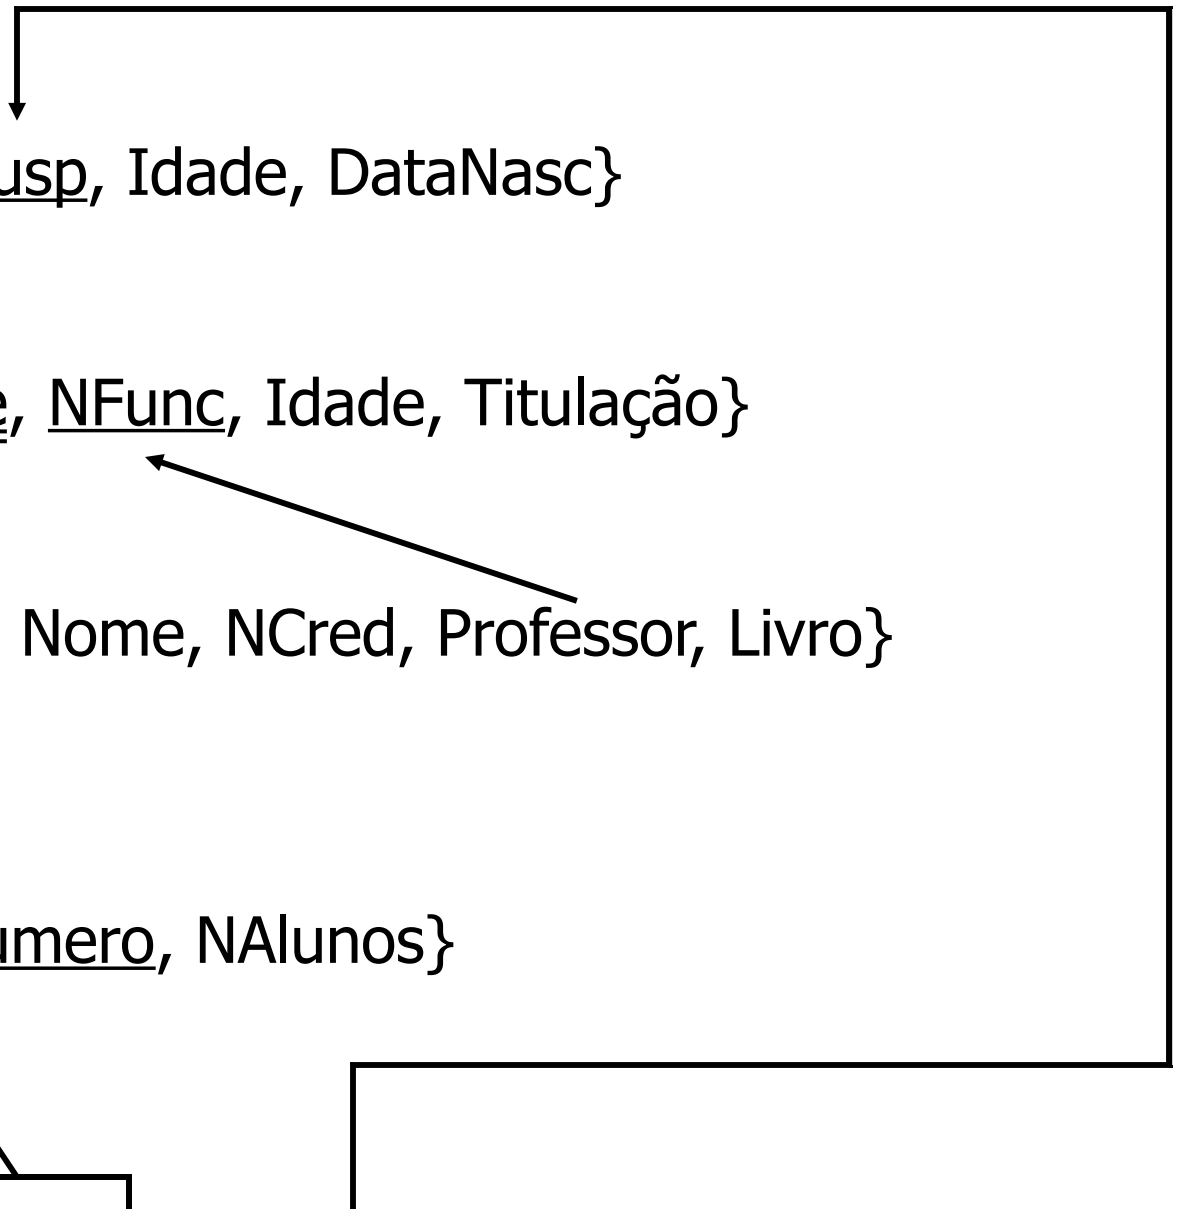 usp, Idade, DataNasc}
e, NFunc, Idade, Titulação}
Nome, NCred, Professor, Livro}
umero, NAlunos}